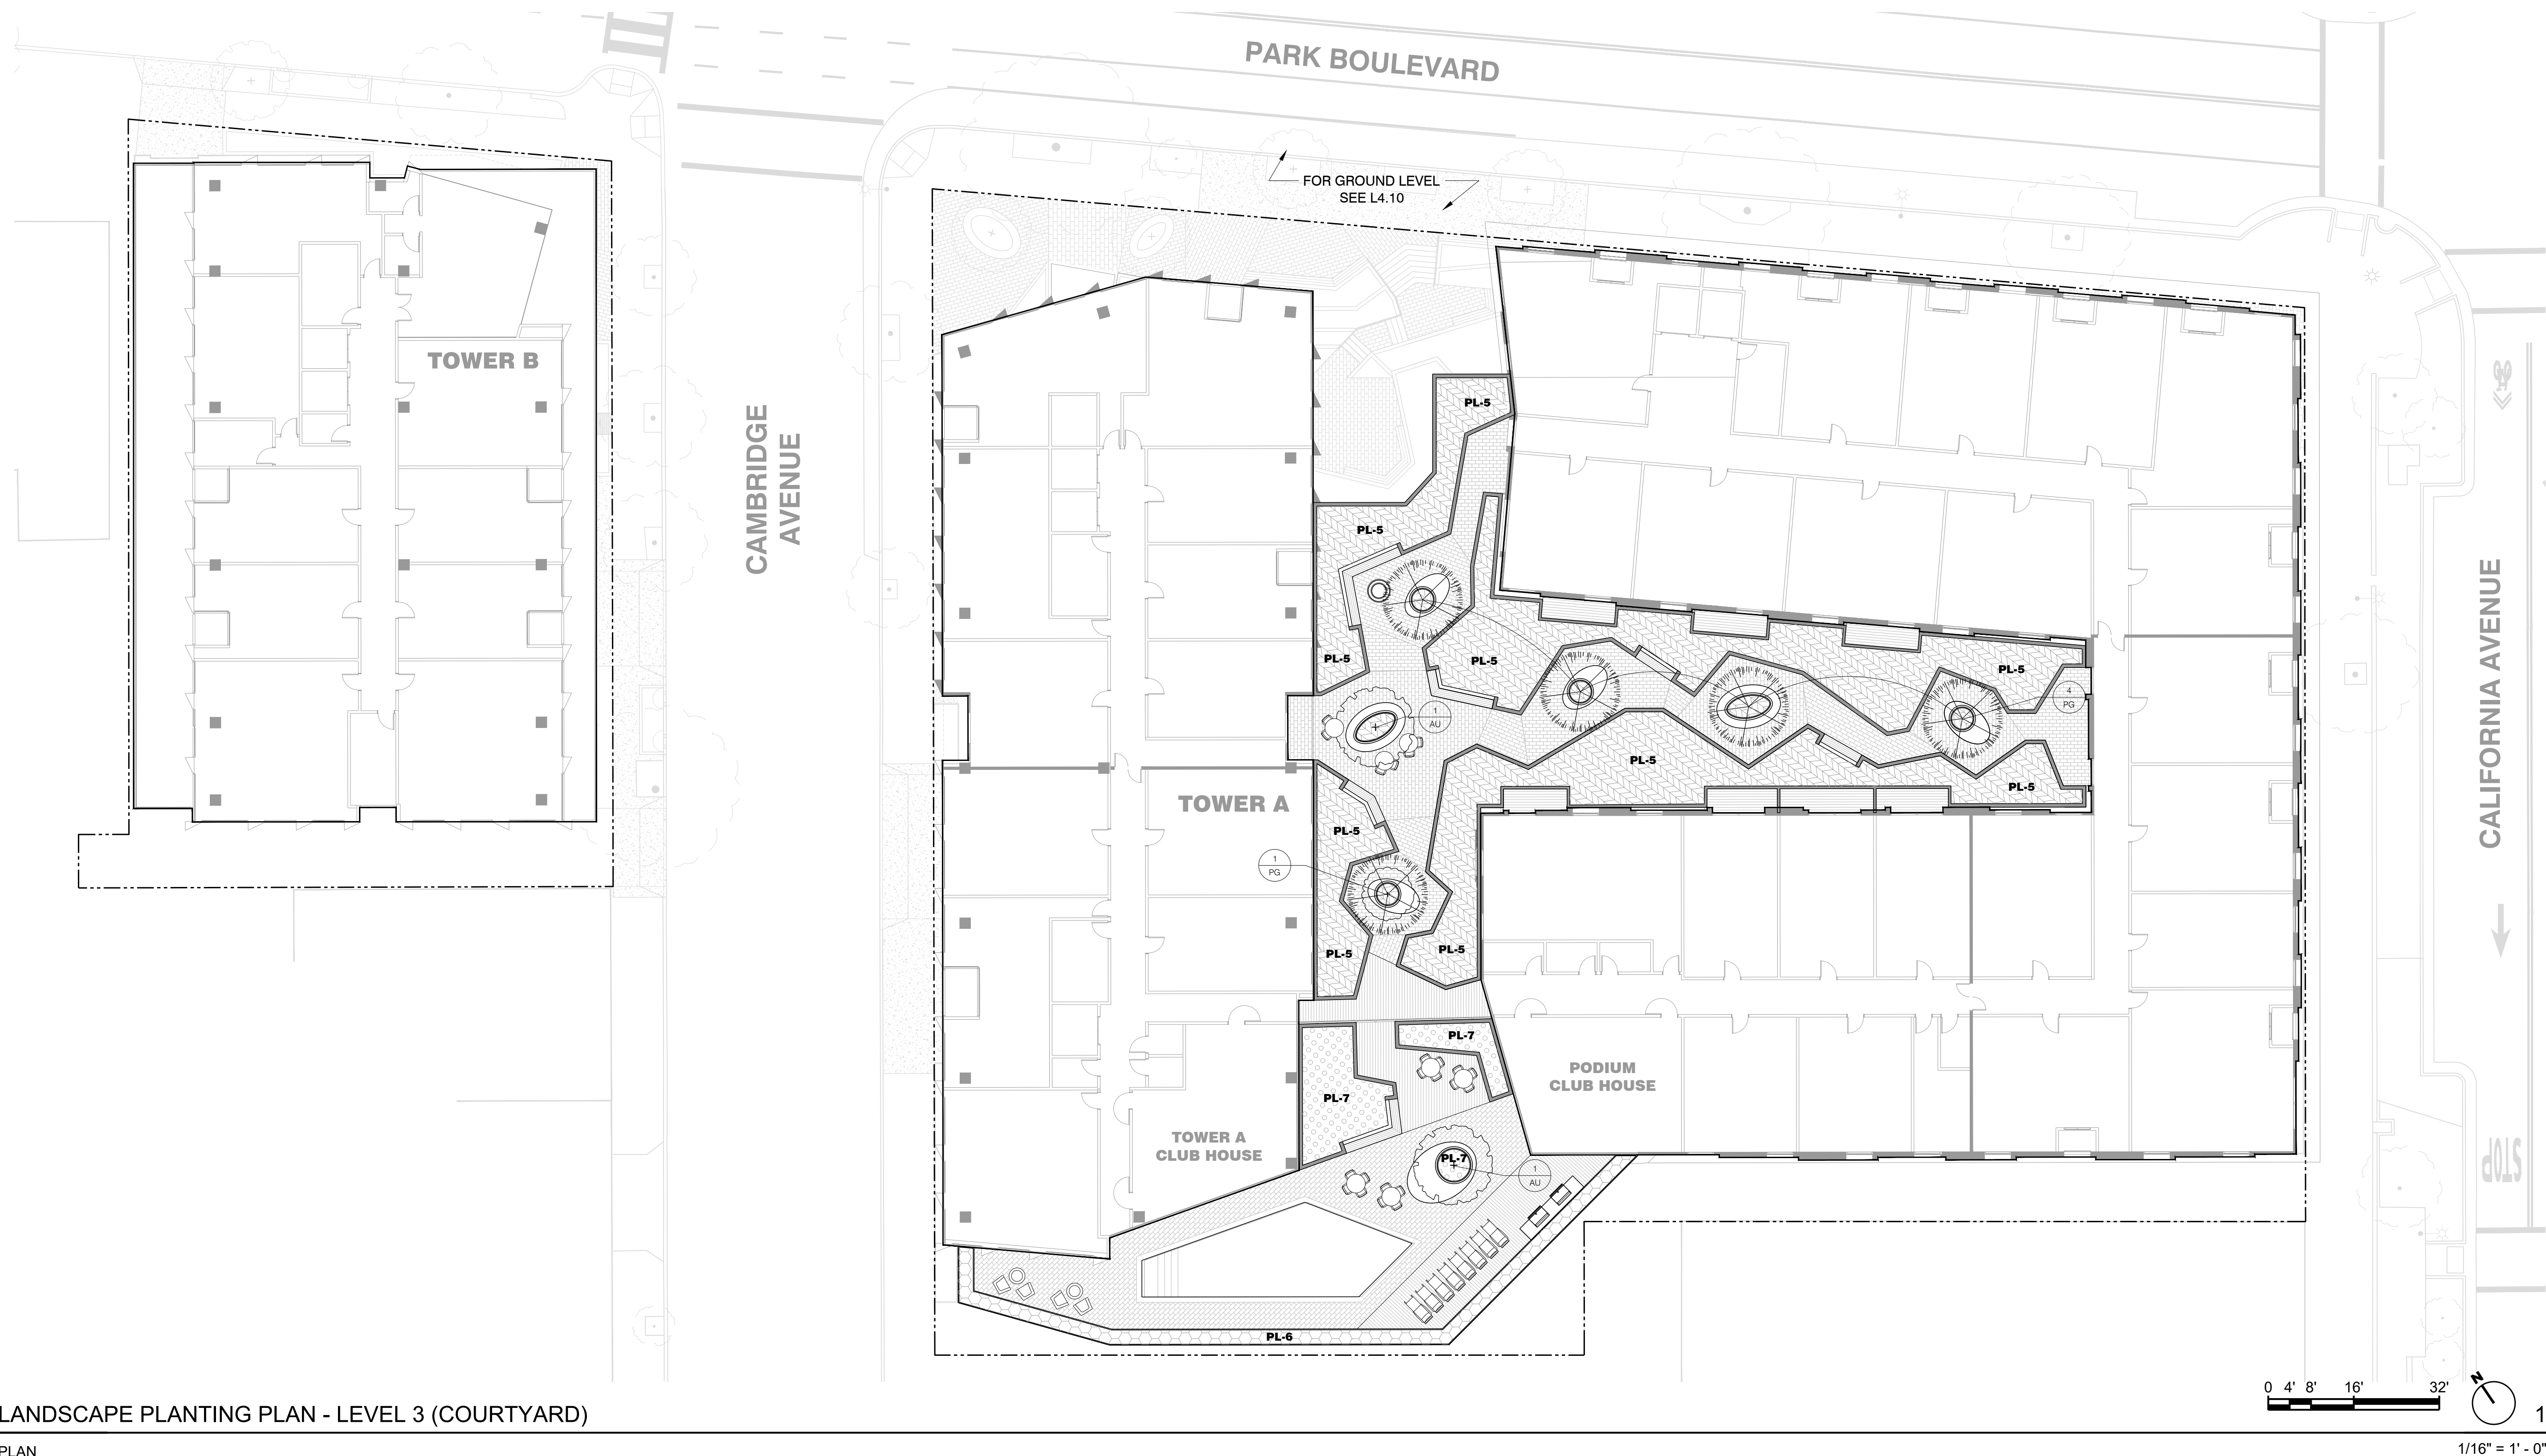 PARK BOULEVARD
FOR GROUND LEVEL
SEE L4.10
TOWER B
CAMBRIDGE
AVENUE
PL-5
PL-5
PL-5
PL-5
PL-5
4
PG
1
AU
CALIFORNIA AVENUE
PL-5
PL-5
TOWER A
PL-5
1
PG
PL-5
PL-5
PL-7
PODIUM
CLUB HOUSE
PL-7
TOWER A
CLUB HOUSE
PL-7
1
AU
STOP
PL-6
0 4' 8' 16' 32'
N
LANDSCAPE PLANTING PLAN - LEVEL 3 (COURTYARD)
1
PLAN
1/16" = 1' - 0"